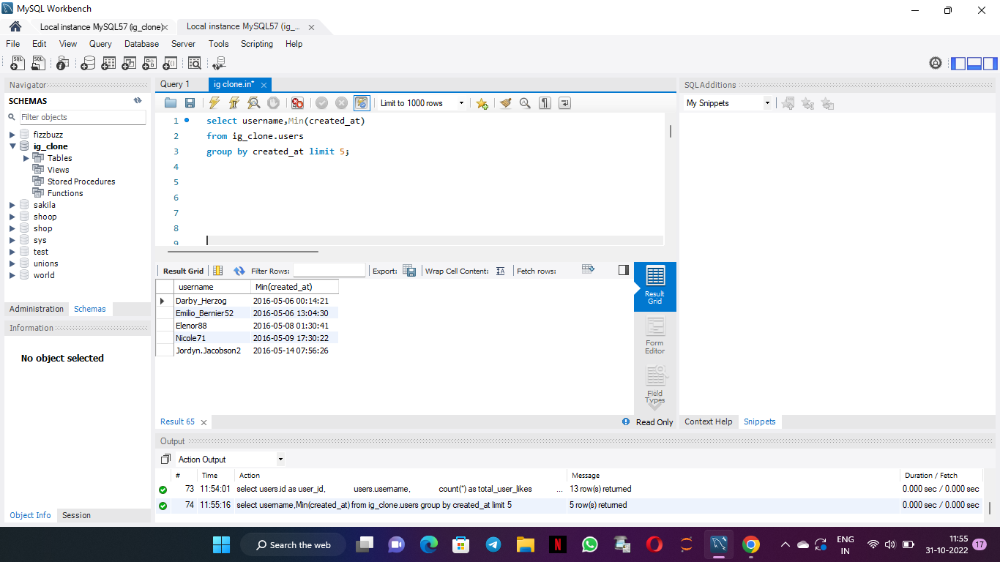 MySQL Workbench
Local instance MySQL57 (ig_clone)
Local instance MySQL57 (ig_...
File Edit View Query Database Server Tools Scripting Help
Navigator
SCHEMAS
Filter objects
fizzbuzz
ig_clone
Tables
Views
Stored Procedures
Functions
sakila
shoop
shop
sys
test
unions
world
Administration Schemas
Information
No object selected
Object Info Session
Query 1
ig clone.in*
Limit to 1000 rows
1 select username,Min(created_at)
2 from ig_clone.users
3 group by created_at limit 5;
4
5
6
7
8
9
Result Grid Filter Rows: Export: Wrap Cell Content: Fetch rows:
username Min(created_at)
Darby_Herzog 2016-05-06 00:14:21
Emilio_Bernier52 2016-05-06 13:04:30
Elenor88 2016-05-08 01:30:41
Nicole71 2016-05-09 17:30:22
Jordyn.Jacobson2 2016-05-14 07:56:26
Result
Grid
Form
Editor
Field
Types
Result 65
Read Only
SQLAdditions
My Snippets
Context Help Snippets
Output
Action Output
# Time Action Message Duration / Fetch
73 11:54:01 select users.id as user_id, users.username, count(*) as total_user_likes ... 13 row(s) returned 0.000 sec / 0.000 sec
74 11:55:16 select username,Min(created_at) from ig_clone.users group by created_at limit 5 5 row(s) returned 0.000 sec / 0.000 sec
Search the web
N
ENG
IN
11:55
31-10-2022
17